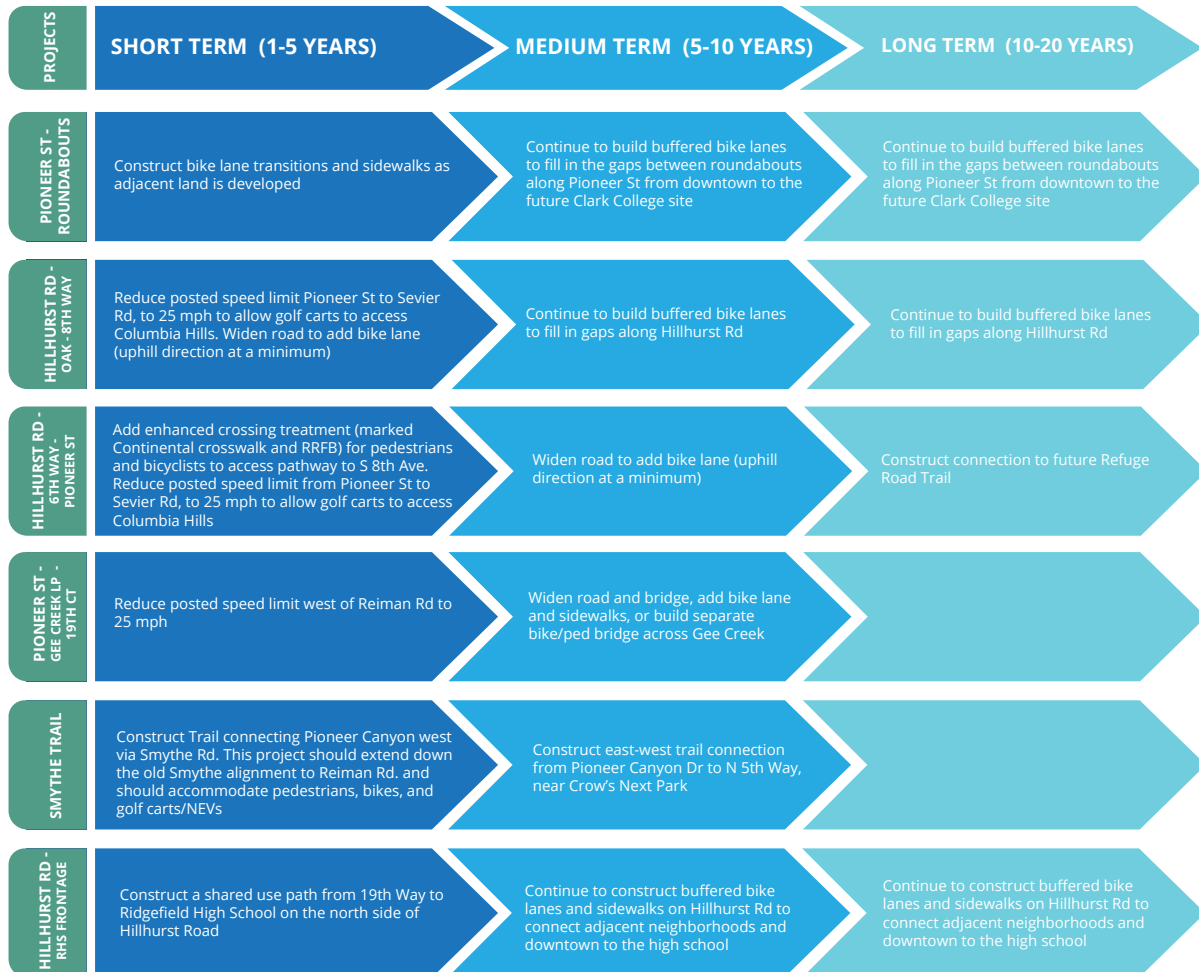 PROJECTS
SHORT TERM (1-5 YEARS)
MEDIUM TERM (5-10 YEARS)
LONG TERM (10-20 YEARS)
PIONEER ST -
ROUNDABOUTS
Construct bike lane transitions and sidewalks as
adjacent land is developed
Continue to build buffered bike lanes
to fill in the gaps between roundabouts
along Pioneer St from downtown to the
future Clark College site
Continue to build buffered bike lanes
to fill in the gaps between roundabouts
along Pioneer St from downtown to the
future Clark College site
HILLHURST RD -
OAK - 8TH WAY
Reduce posted speed limit Pioneer St to Sevier
Rd, to 25 mph to allow golf carts to access
Columbia Hills. Widen road to add bike lane
(uphill direction at a minimum)
Continue to build buffered bike lanes
to fill in gaps along Hillhurst Rd
Continue to build buffered bike lanes
to fill in gaps along Hillhurst Rd
HILLHURST RD -
6TH WAY -
PIONEER ST
Add enhanced crossing treatment (marked
Continental crosswalk and RRFB) for pedestrians
and bicyclists to access pathway to S 8th Ave.
Reduce posted speed limit from Pioneer St to
Sevier Rd, to 25 mph to allow golf carts to access
Columbia Hills
Widen road to add bike lane (uphill
direction at a minimum)
Construct connection to future Refuge
Road Trail
PIONEER ST -
GEE CREEK LP -
19TH CT
Reduce posted speed limit west of Reiman Rd to
25 mph
Widen road and bridge, add bike lane
and sidewalks, or build separate
bike/ped bridge across Gee Creek
SMYTHE TRAIL
Construct Trail connecting Pioneer Canyon west
via Smythe Rd. This project should extend down
the old Smythe alignment to Reiman Rd. and
should accommodate pedestrians, bikes, and
golf carts/NEVs
Construct east-west trail connection
from Pioneer Canyon Dr to N 5th Way,
near Crow's Next Park
HILLHURST RD -
RHS FRONTAGE
Construct a shared use path from 19th Way to
Ridgefield High School on the north side of
Hillhurst Road
Continue to construct buffered bike
lanes and sidewalks on Hillhurst Rd to
connect adjacent neighborhoods and
downtown to the high school
Continue to construct buffered bike
lanes and sidewalks on Hillhurst Rd to
connect adjacent neighborhoods and
downtown to the high school